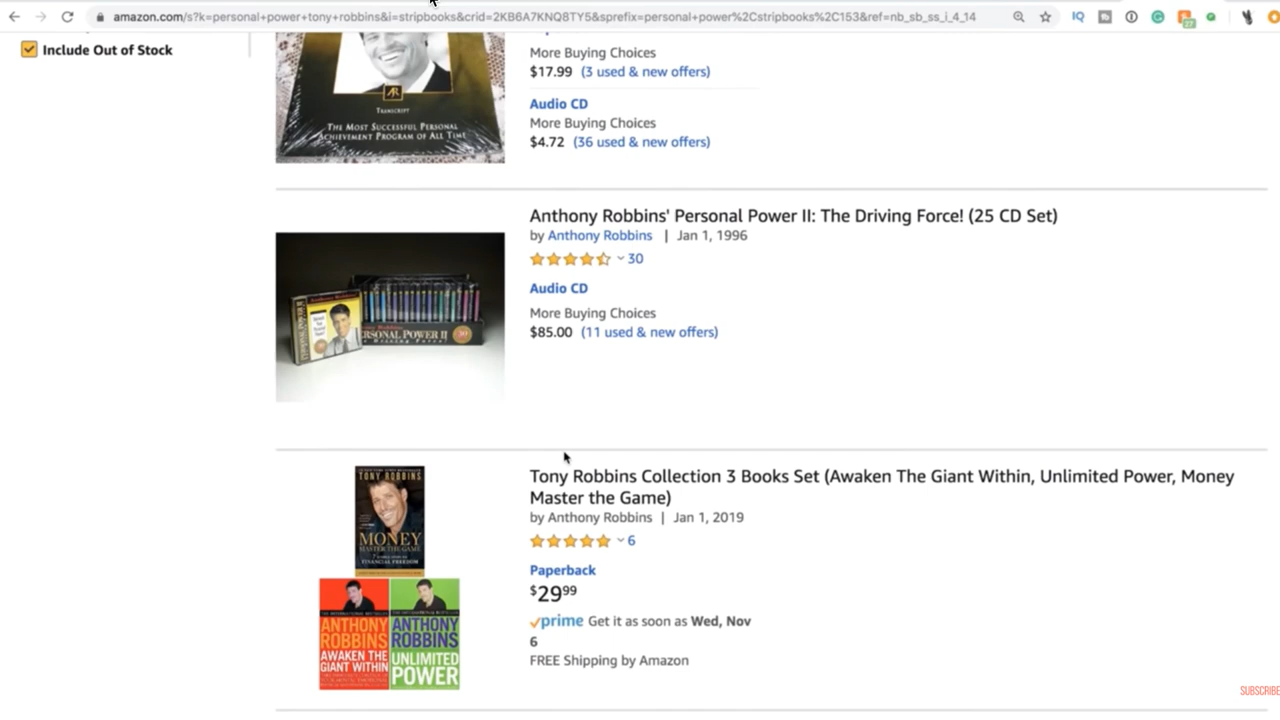 amazon.com/s?k=personal+power+tony+robbins&i=stripbooks&crid=2KB6A7KNQ8TY5&sprefix=personal power%2Cstripbooks%2C153&ref=nb_sb_ss_i_4_14
IQ
27
Include Out of Stock
More Buying Choices
$17.99 (3 used & new offers)
Audio CD
More Buying Choices
$4.72 (36 used & new offers)
AR
TRANSCRIPT
THE MOST SUCCESSFUL PERSONAL
ACHIEVEMENT PROGRAM OF ALL TIME
Anthony Robbins' Personal Power II: The Driving Force! (25 CD Set)
by Anthony Robbins | Jan 1, 1996
30
Audio CD
More Buying Choices
$85.00 (11 used & new offers)
PERSONAL POWER II
Tony Robbins Collection 3 Books Set (Awaken The Giant Within, Unlimited Power, Money
Master the Game)
by Anthony Robbins | Jan 1, 2019
6
Paperback
$29 99
prime Get it as soon as Wed, Nov
6
FREE Shipping by Amazon
TONY ROBBINS
MONEY
MASTER THE GAME
ANTHONY
ROBBINS
AWAKEN THE
GIANT WITHIN
ANTHONY
ROBBINS
UNLIMITED
POWER
SUBSCRIBE